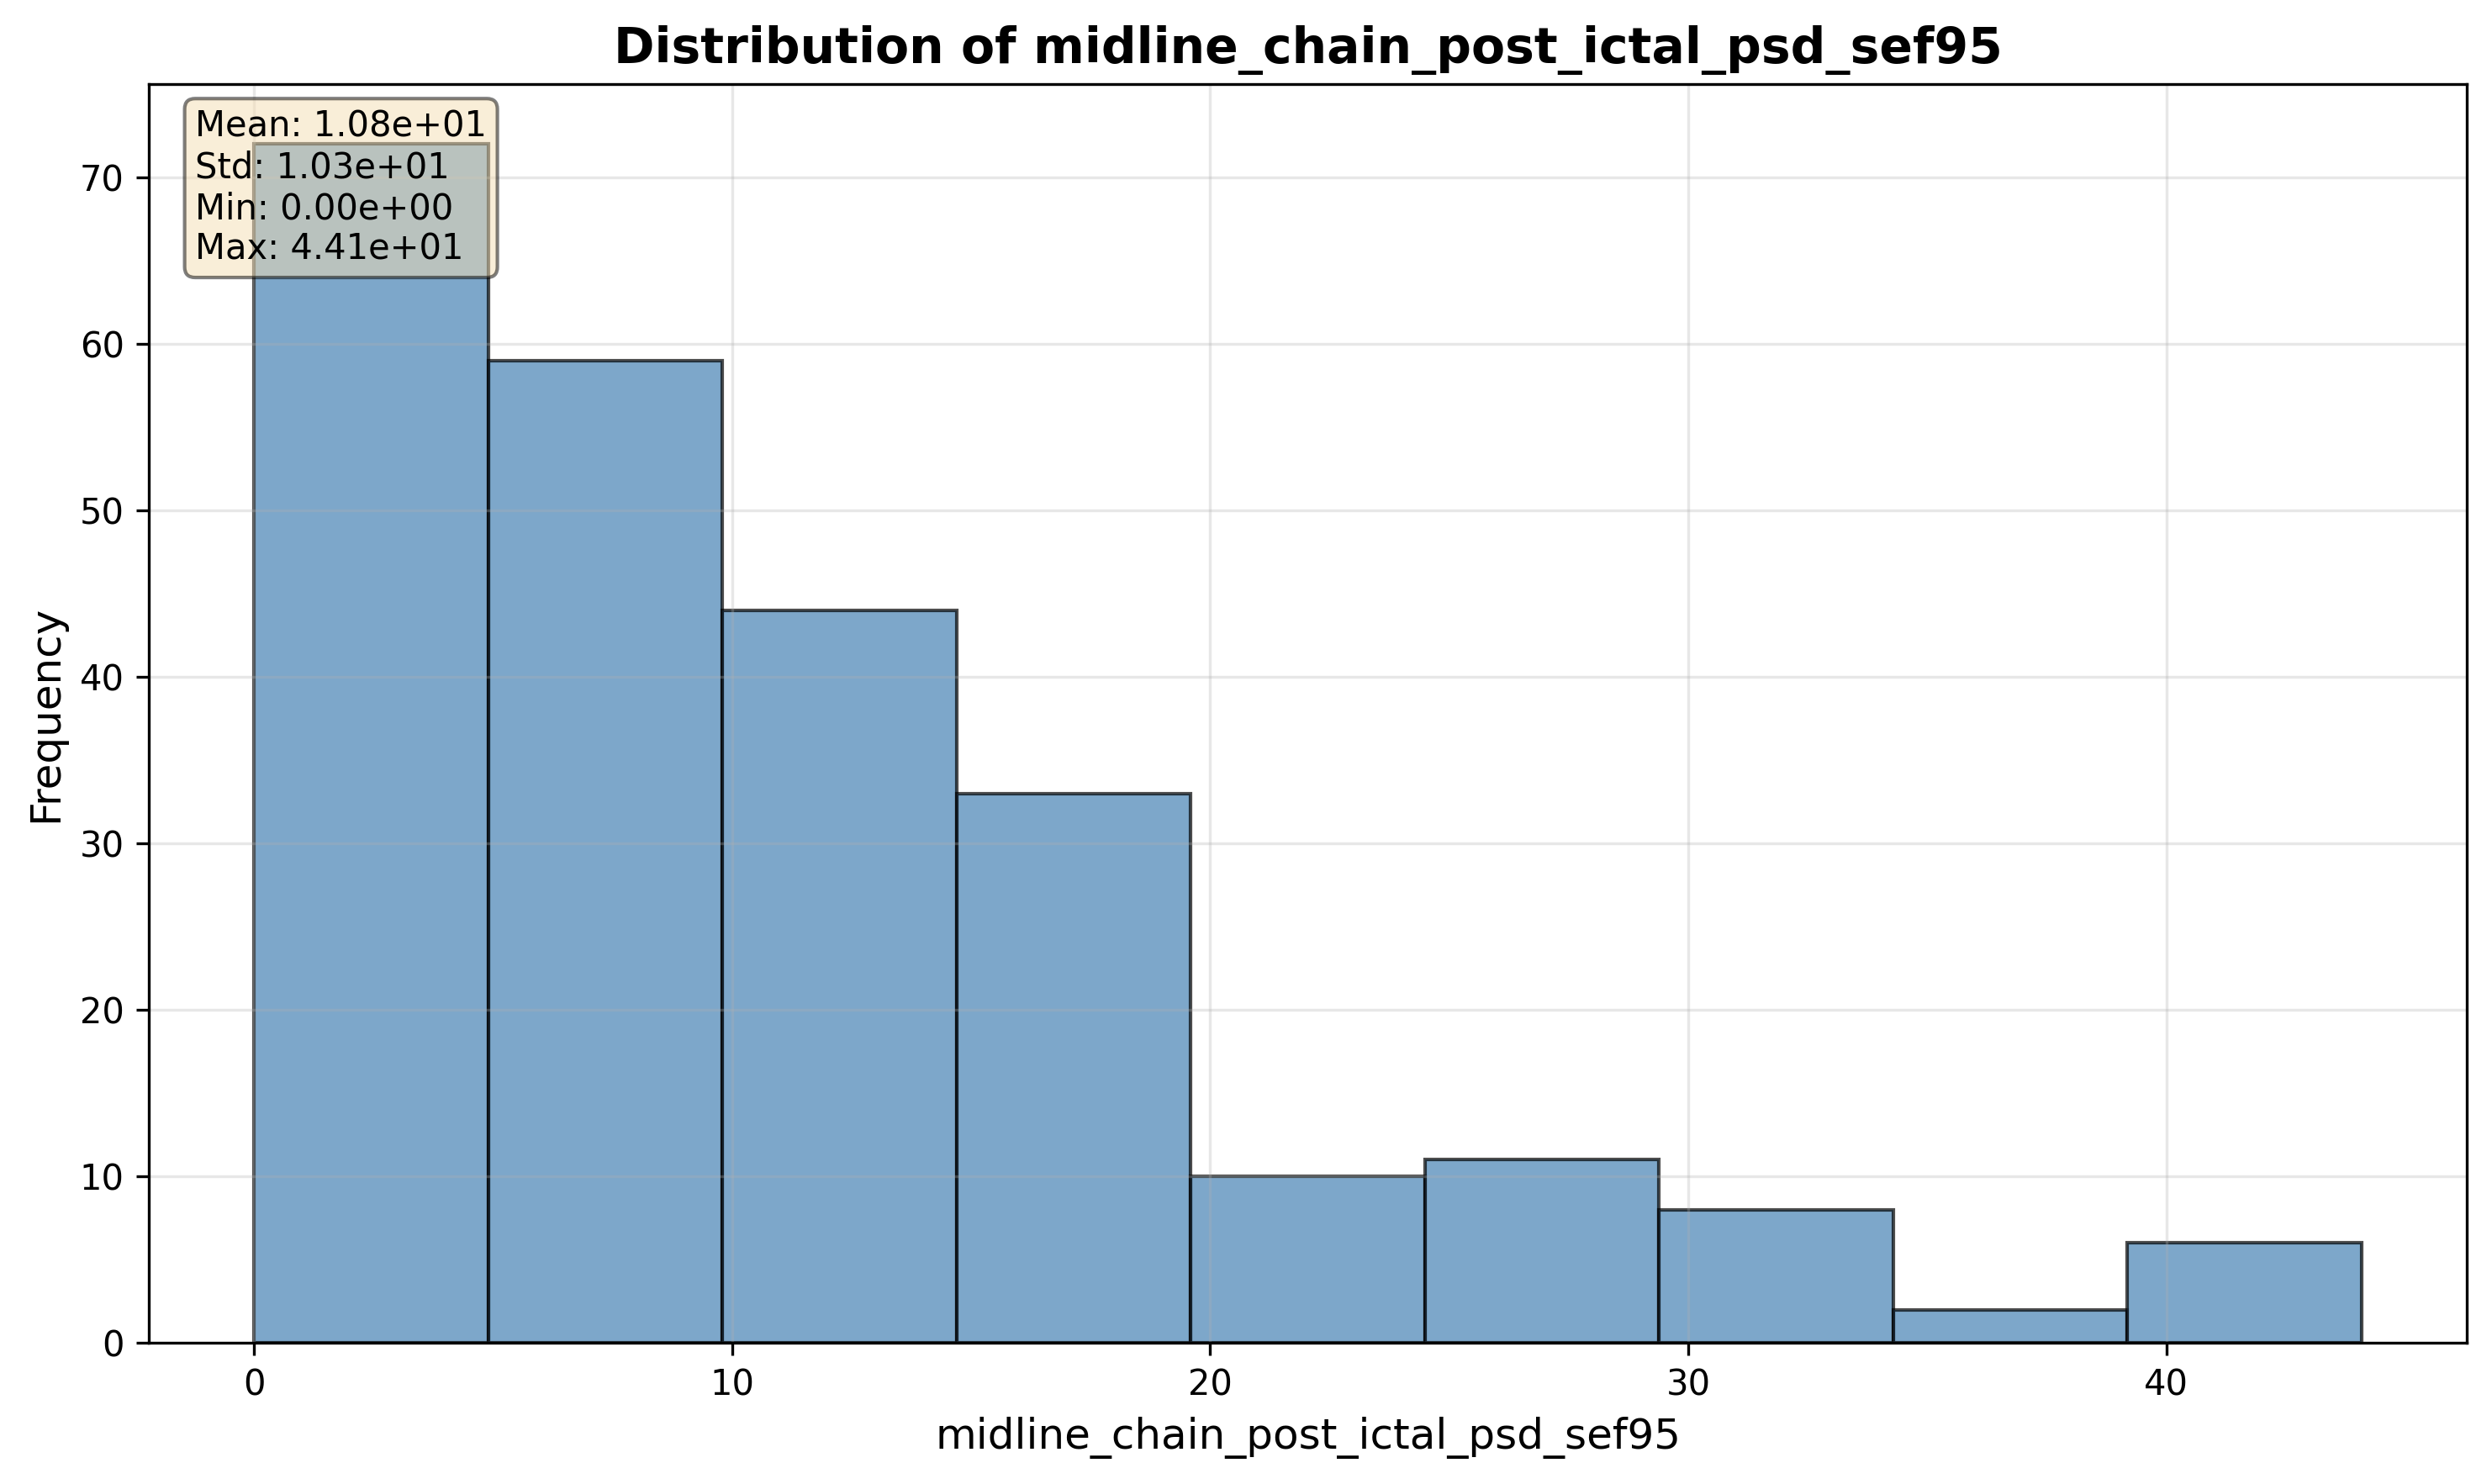 Distribution of midline_chain_post_ictal_psd_sef95
Mean: 1.08e+01
Std: 1.03e+01
Min: 0.00e+00
Max: 4.41e+01
Frequency
70
60
50
40
30
20
10
0
0 10 20 30 40
midline_chain_post_ictal_psd_sef95